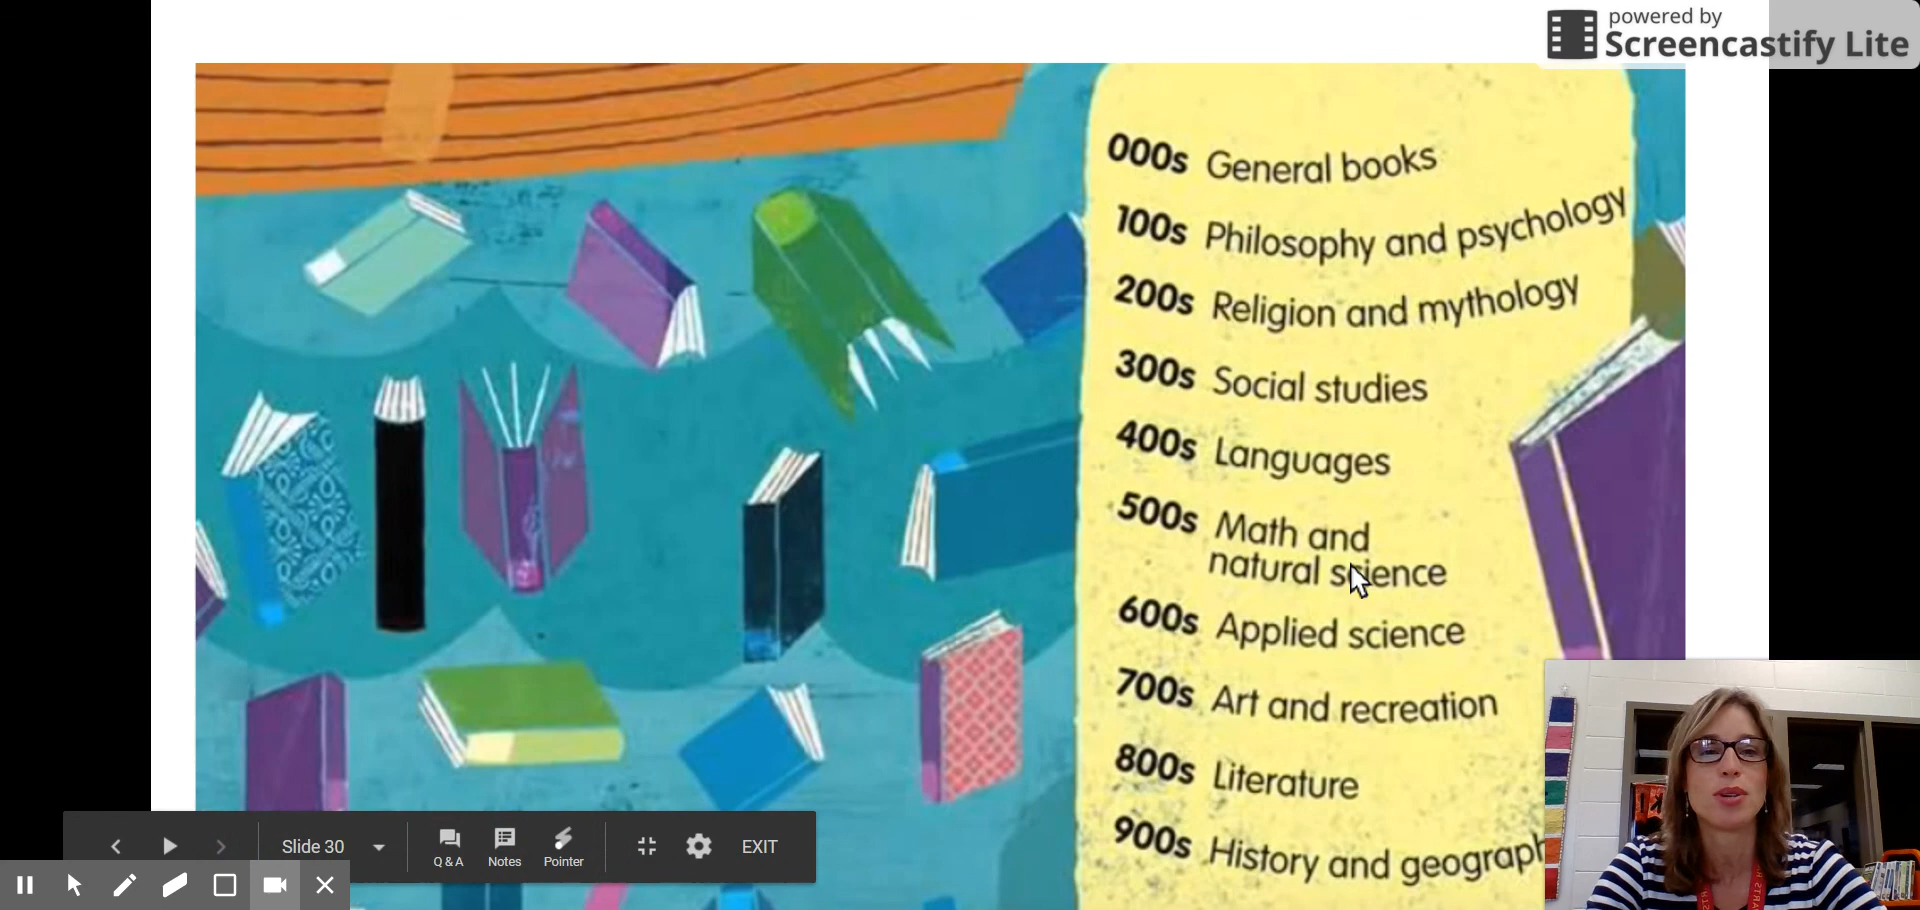 powered by
Screencastify Lite
000s General books
100s Philosophy and psychology
200s Religion and mythology
300s Social studies
400s Languages
500s Math and
natural science
600s Applied science
700s Art and recreation
800s Literature
900s History and geograph
Slide 30
Q & A
Notes
Pointer
EXIT